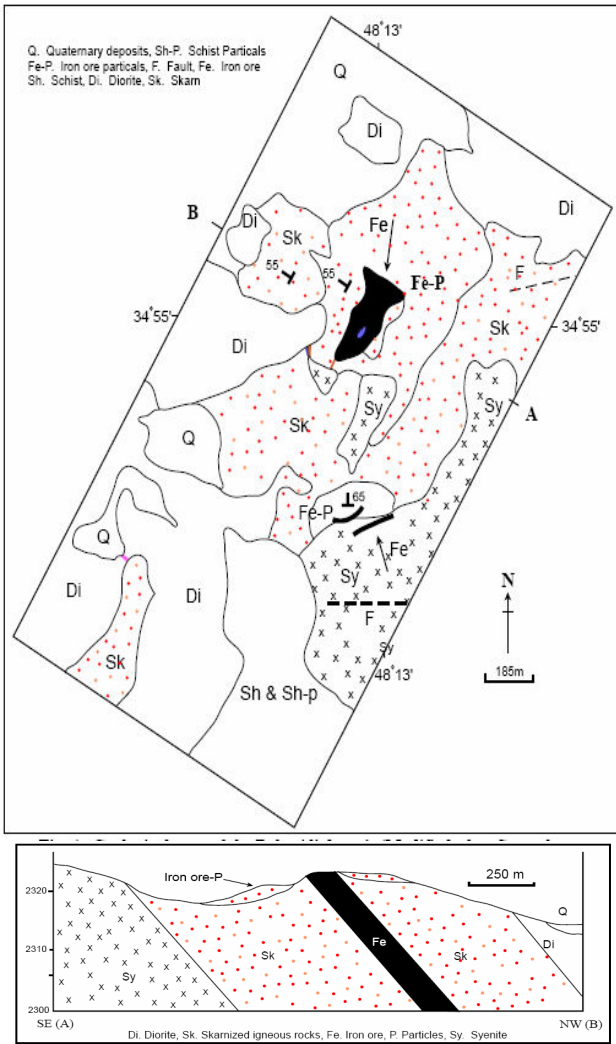 48°13'
Q. Quaternary deposits, Sh-P. Schist Particals
Fe-P. Iron ore particals, F. Fault, Fe. Iron ore
Sh. Schist, Di. Diorite, Sk. Skarn
Q
Di
B
Di
Di
Sk
Fe
F
55
55
Fe-P
34°55'
Sk
34°55'
Di
Sy
Sy
A
Q
Sk
65
Fe-P
Q
Fe
Sy
N
Di
Di
F
Sk
Sy
48°13'
185m
Sh & Sh-p
Iron ore-P
250 m
2320
Q
2310
Fe
Di
Sk
Sk
Sy
2300
SE (A)
NW (B)
Di. Diorite, Sk. Skarnized igneous rocks, Fe. Iron ore, P. Particles, Sy. Syenite